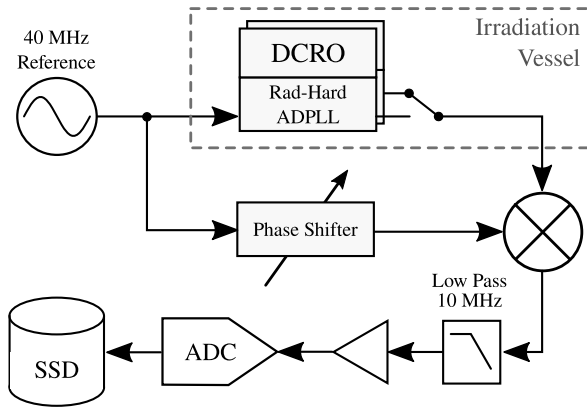 40 MHz
Reference
Irradiation
Vessel
DCRO
Rad-Hard
ADPLL
Phase Shifter
Low Pass
10 MHz
SSD
ADC